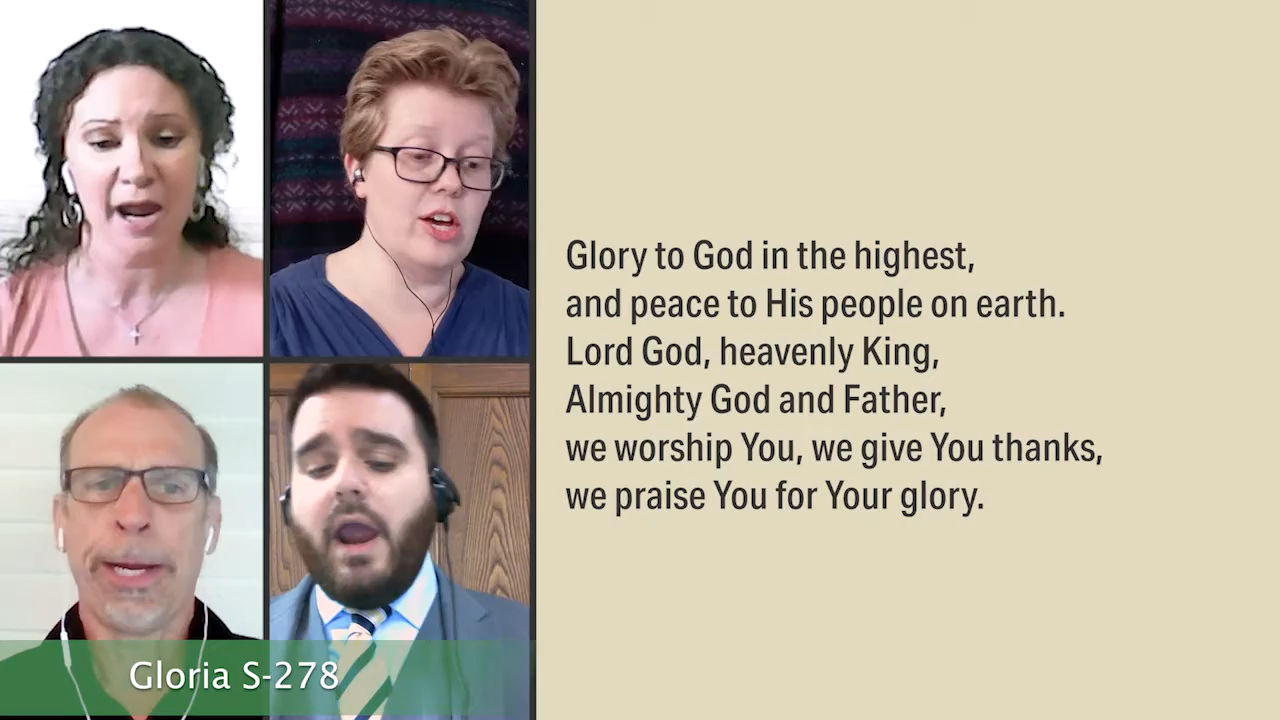 Glory to God in the highest,
and peace to His people on earth.
Lord God, heavenly King,
Almighty God and Father,
we worship You, we give You thanks,
we praise You for Your glory.
Gloria S-278